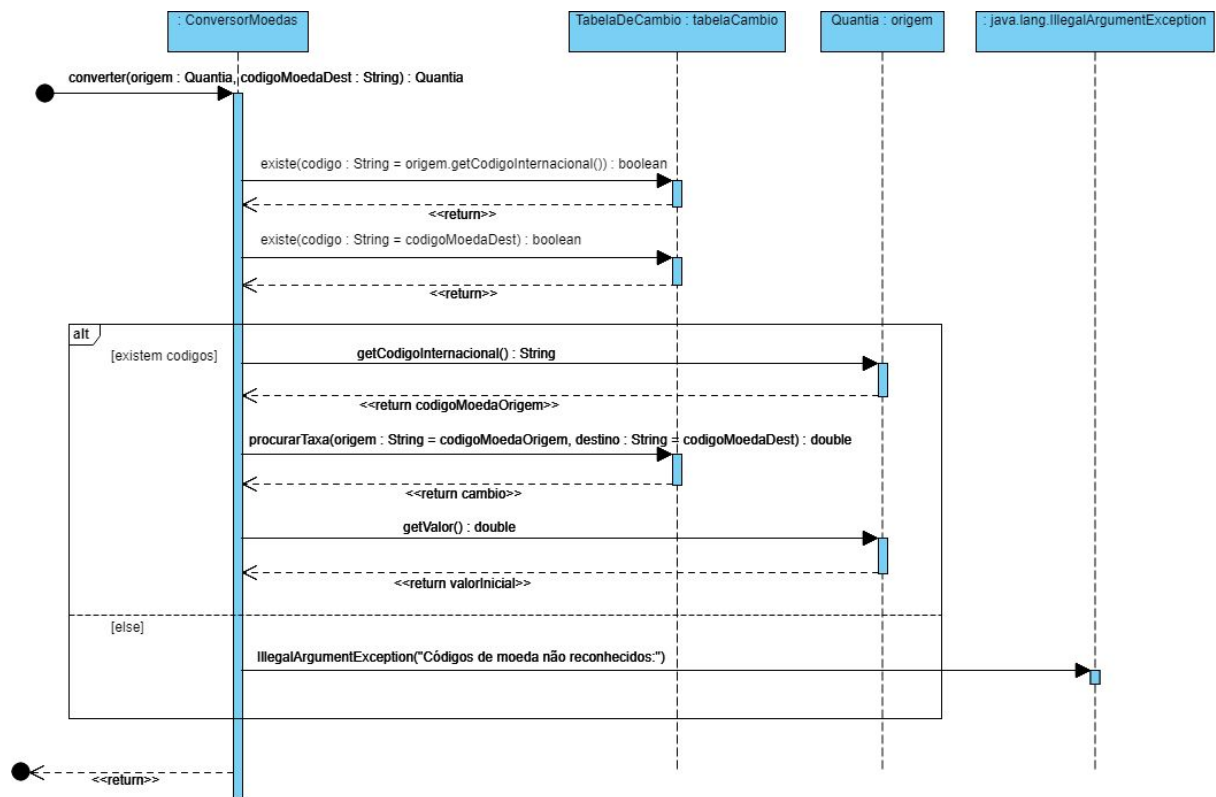 : ConversorMoedas
TabelaDeCambio : tabelaCambio
Quantia : origem
: java.lang.IllegalArgumentException
converter(origem : Quantia, codigoMoedaDest : String) : Quantia
existe(codigo : String = origem.getCodigoInternacional()) : boolean
<<return>>
existe(codigo : String = codigoMoedaDest) : boolean
<<return>>
alt
[existem codigos]
getCodigoInternacional() : String
<<return codigoMoedaOrigem>>
procurarTaxa(origem : String = codigoMoedaOrigem, destino : String = codigoMoedaDest) : double
<<return cambio>>
getValor() : double
<<return valorInicial>>
[else]
IllegalArgumentException("Códigos de moeda não reconhecidos:")
<<return>>